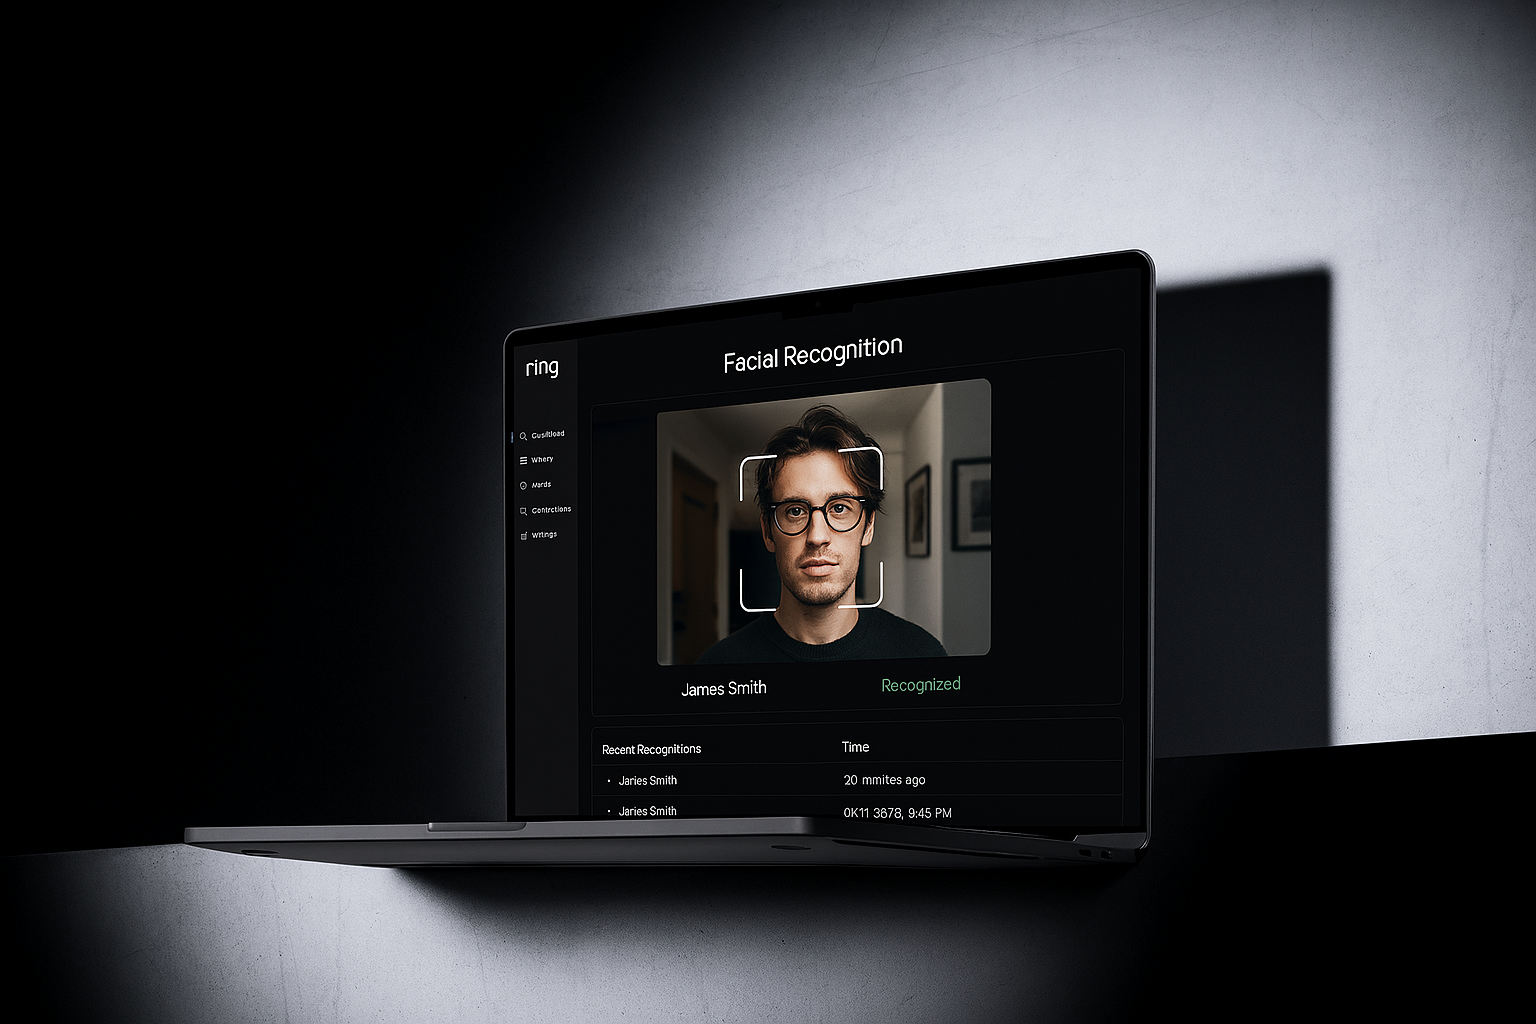 ring
Facial Recognition
Whery
Mards
Contrctions
Writngs
James Smith
Recognized
Recent Recognitions
Time
Jaries Smith
20 mmites ago
Jaries Smith
0K11 3878, 9:45 PM